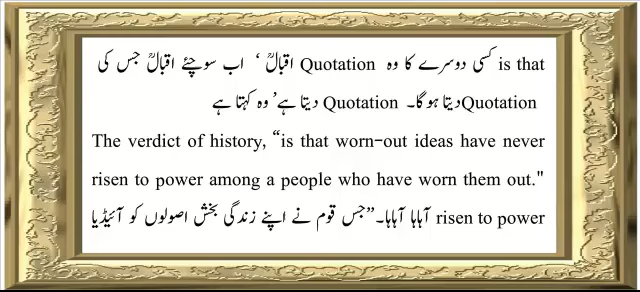 is that کسی دوسرے کا وہ Quotation اقبالؒ ‘ اب سوچئے اقبالؒ جس کی
Quotation دیتا ہوگا۔ Quotation دیتا ہے’ وہ کہتا ہے
The verdict of history, “is that worn-out ideas have never
risen to power among a people who have worn them out."
risen to power آہاہا آہاہا۔”جس قوم نے اپنے زندگی بخش اصولوں کو آئیڈیا